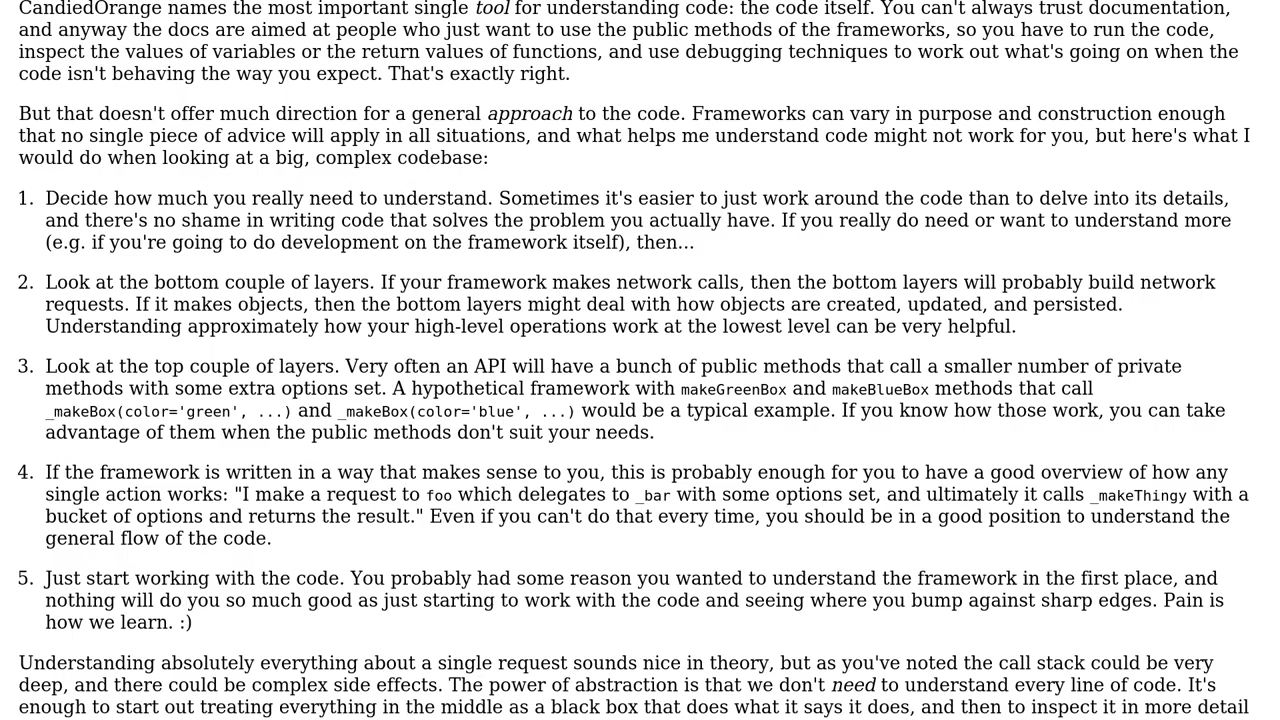 CandiedOrange names the most important single tool for understanding code: the code itself. You can't always trust documentation,
and anyway the docs are aimed at people who just want to use the public methods of the frameworks, so you have to run the code,
inspect the values of variables or the return values of functions, and use debugging techniques to work out what's going on when the
code isn't behaving the way you expect. That's exactly right.
But that doesn't offer much direction for a general approach to the code. Frameworks can vary in purpose and construction enough
that no single piece of advice will apply in all situations, and what helps me understand code might not work for you, but here's what I
would do when looking at a big, complex codebase:
1. Decide how much you really need to understand. Sometimes it's easier to just work around the code than to delve into its details,
and there's no shame in writing code that solves the problem you actually have. If you really do need or want to understand more
(e.g. if you're going to do development on the framework itself), then...
2. Look at the bottom couple of layers. If your framework makes network calls, then the bottom layers will probably build network
requests. If it makes objects, then the bottom layers might deal with how objects are created, updated, and persisted.
Understanding approximately how your high-level operations work at the lowest level can be very helpful.
3. Look at the top couple of layers. Very often an API will have a bunch of public methods that call a smaller number of private
methods with some extra options set. A hypothetical framework with makeGreenBox and makeBlueBox methods that call
_makeBox(color='green', ...) and _makeBox(color='blue', ...) would be a typical example. If you know how those work, you can take
advantage of them when the public methods don't suit your needs.
4. If the framework is written in a way that makes sense to you, this is probably enough for you to have a good overview of how any
single action works: "I make a request to foo which delegates to _bar with some options set, and ultimately it calls _makeThingy with a
bucket of options and returns the result." Even if you can't do that every time, you should be in a good position to understand the
general flow of the code.
5. Just start working with the code. You probably had some reason you wanted to understand the framework in the first place, and
nothing will do you so much good as just starting to work with the code and seeing where you bump against sharp edges. Pain is
how we learn. :)
Understanding absolutely everything about a single request sounds nice in theory, but as you've noted the call stack could be very
deep, and there could be complex side effects. The power of abstraction is that we don't need to understand every line of code. It's
enough to start out treating everything in the middle as a black box that does what it says it does, and then to inspect it in more detail